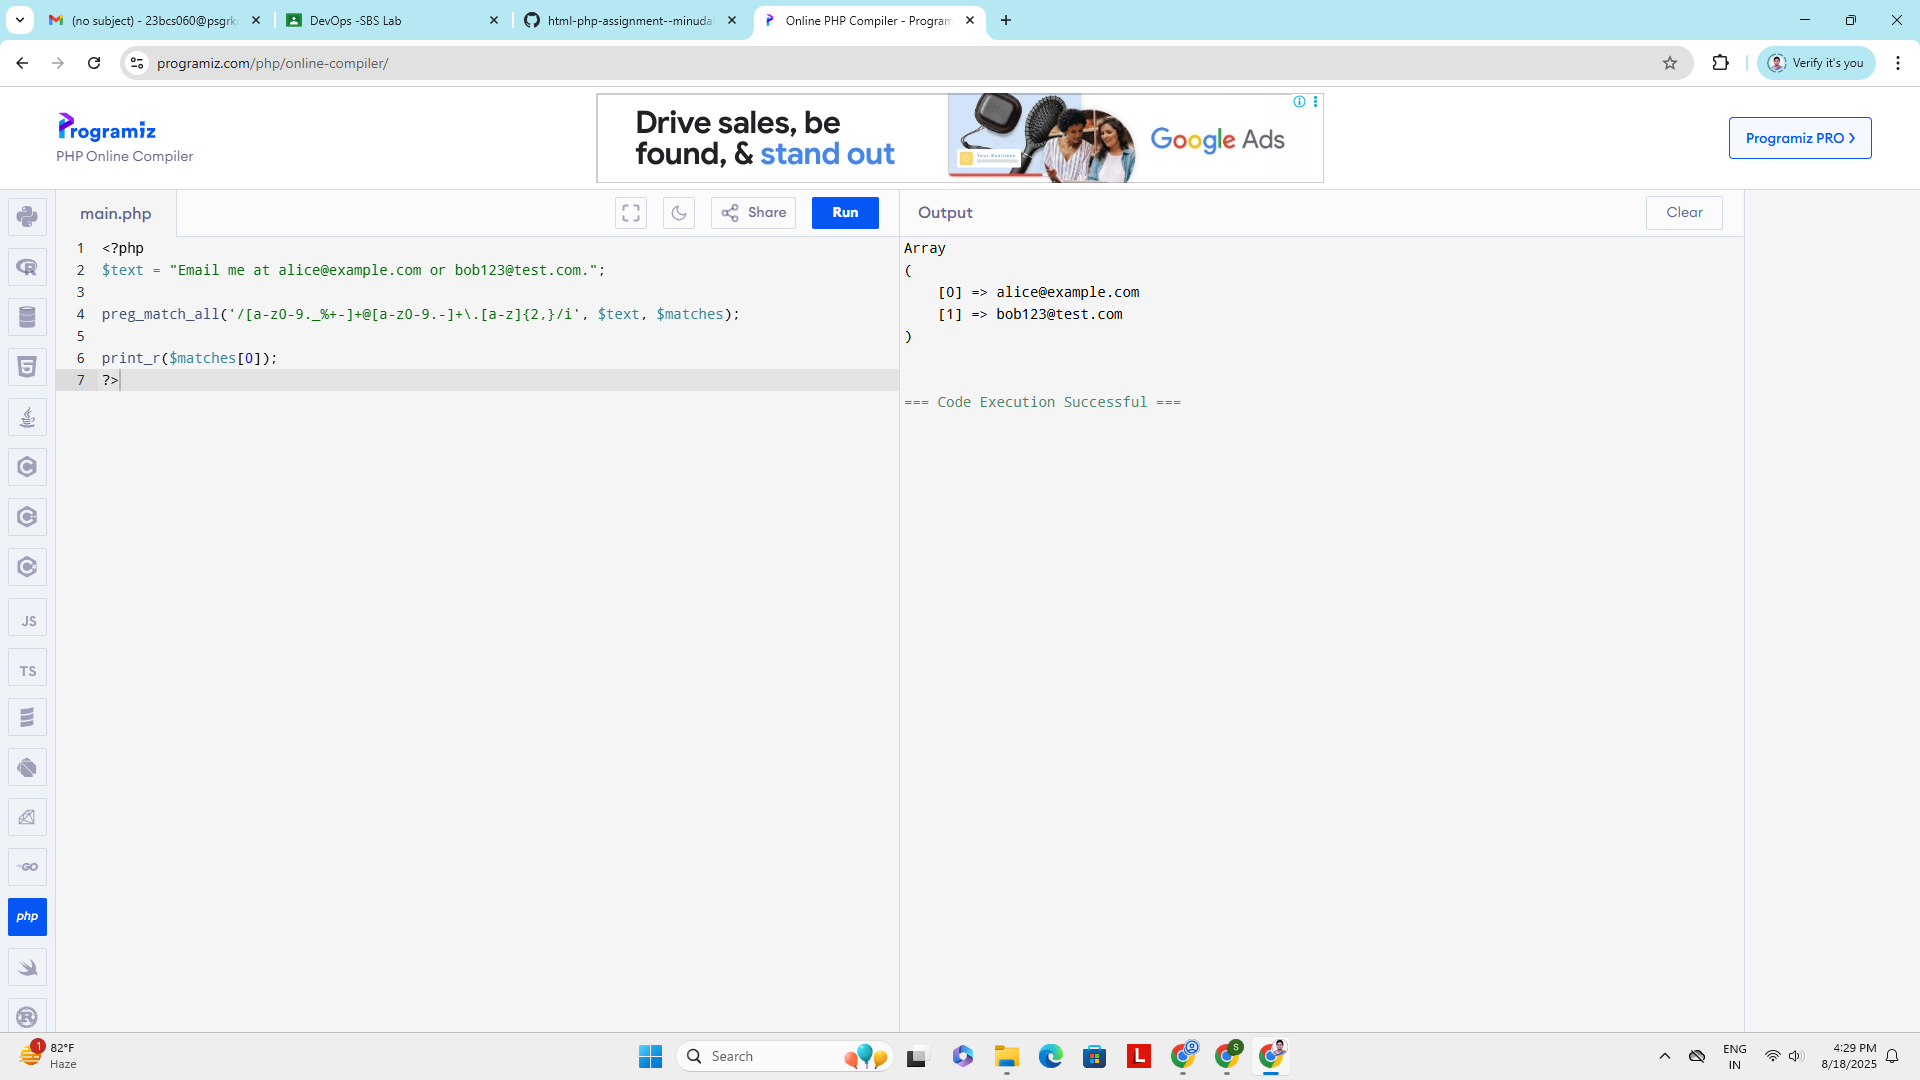 (no subject) - 23bcs060@psgrk
DevOps -SBS Lab
html-php-assignment--minuda
Online PHP Compiler - Program
programiz.com/php/online-compiler/
Verify it's you
Programiz
PHP Online Compiler
Drive sales, be
found, & stand out
Your Business
Google Ads
Programiz PRO
main.php
Share
Run
Output
Clear
1 <?php
2 $text = "Email me at alice@example.com or bob123@test.com.";
3
4 preg_match_all('/[a-z0-9._%+-]+@[a-z0-9.-]+\.[a-z]{2,}/i', $text, $matches);
5
6 print_r($matches[0]);
7 ?>
Array
(
[0] => alice@example.com
[1] => bob123@test.com
)
=== Code Execution Successful ===
JS
TS
GO
php
1
82°F
Haze
Search
L
S
ENG
IN
4:29 PM
8/18/2025